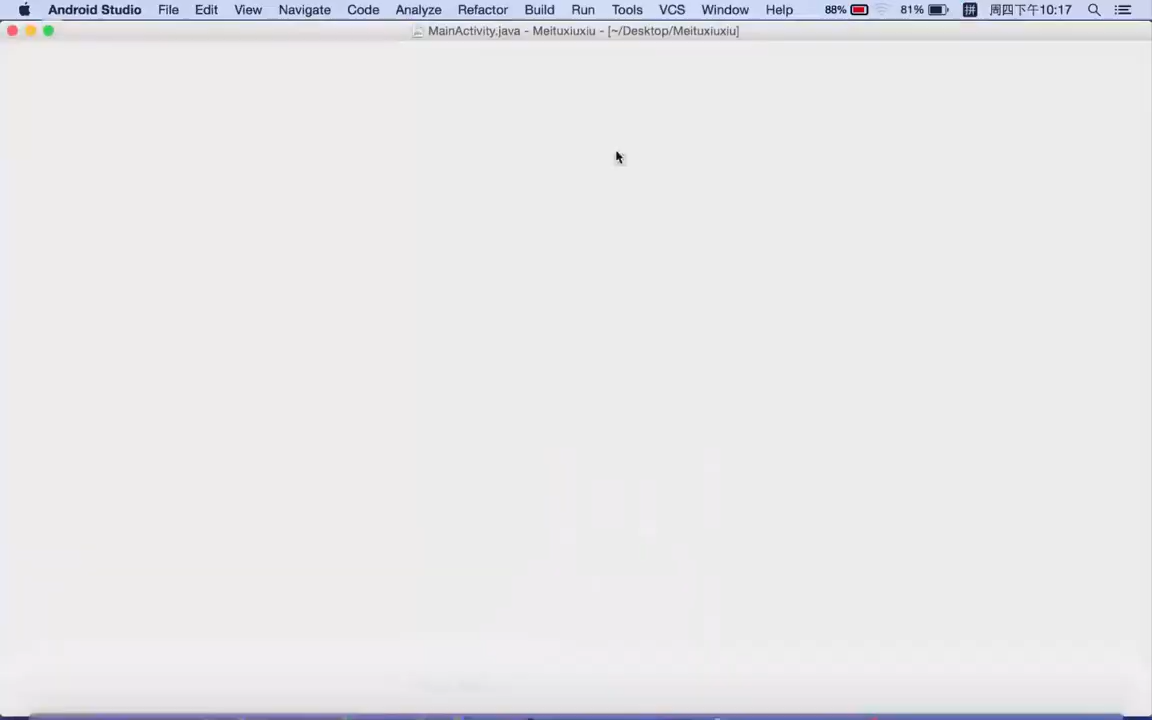 Android Studio File Edit View Navigate Code Analyze Refactor Build Run Tools VCS Window Help 88% 81% 拼 周四下午10:17
MainActivity.java - Meituxiuxiu - [~/Desktop/Meituxiuxiu]